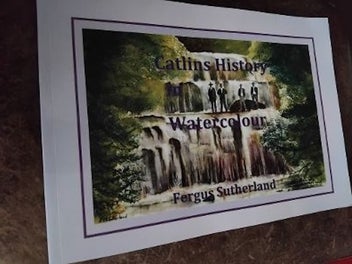 Catlins History
in
Watercolour
Fergus Sutherland